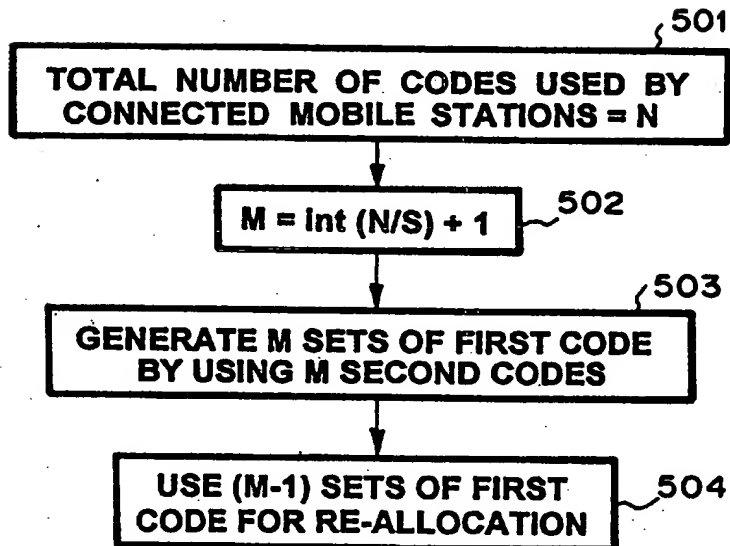 501
TOTAL NUMBER OF CODES USED BY
CONNECTED MOBILE STATIONS = N
M = int (N/S) + 1
502
503
GENERATE M SETS OF FIRST CODE
BY USING M SECOND CODES
USE (M-1) SETS OF FIRST
CODE FOR RE-ALLOCATION
504